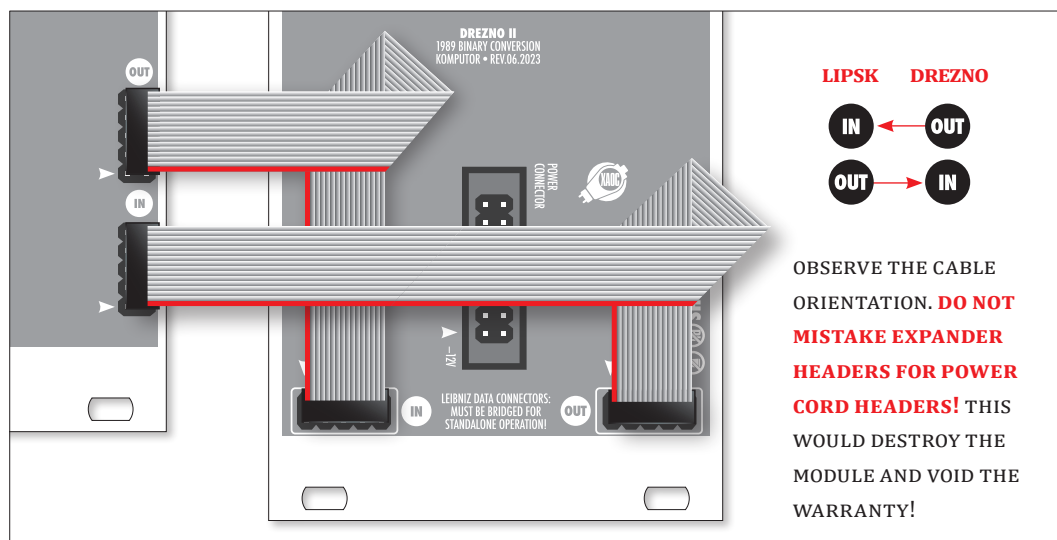 OUT
IN
DREZNO II
1989 BINARY CONVERSION
KOMPUTOR • REV.06.2023
POWER
CONNECTOR
XAOC
–12V
IN
LEIBNIZ DATA CONNECTORS:
MUST BE BRIDGED FOR
STANDALONE OPERATION!
OUT
LIPSK DREZNO
IN OUT
OUT IN
OBSERVE THE CABLE
ORIENTATION. DO NOT
MISTAKE EXPANDER
HEADERS FOR POWER
CORD HEADERS! THIS
WOULD DESTROY THE
MODULE AND VOID THE
WARRANTY!